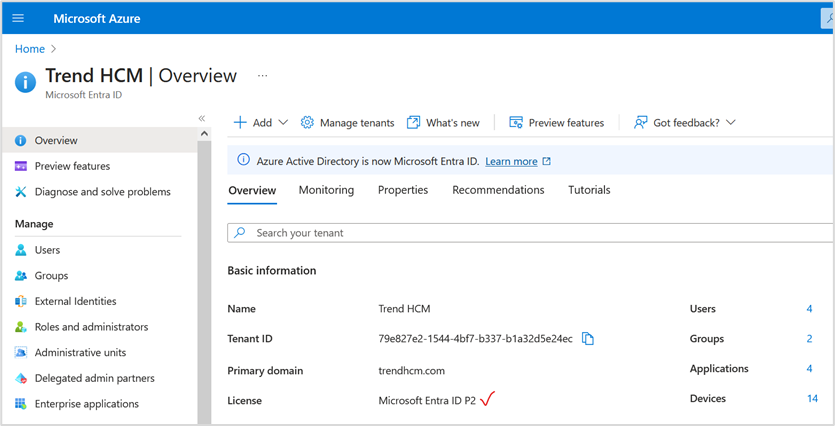 Microsoft Azure
Home
Trend HCM | Overview ...
Microsoft Entra ID
Overview
Preview features
Diagnose and solve problems
Manage
Users
Groups
External Identities
Roles and administrators
Administrative units
Delegated admin partners
Enterprise applications
Add Manage tenants What's new Preview features Got feedback?
Azure Active Directory is now Microsoft Entra ID. Learn more
Overview Monitoring Properties Recommendations Tutorials
Search your tenant
Basic information
Name Trend HCM Users 4
Tenant ID 79e827e2-1544-4bf7-b337-b1a32d5e24ec Groups 2
Primary domain trendhcm.com Applications 4
License Microsoft Entra ID P2 Devices 14